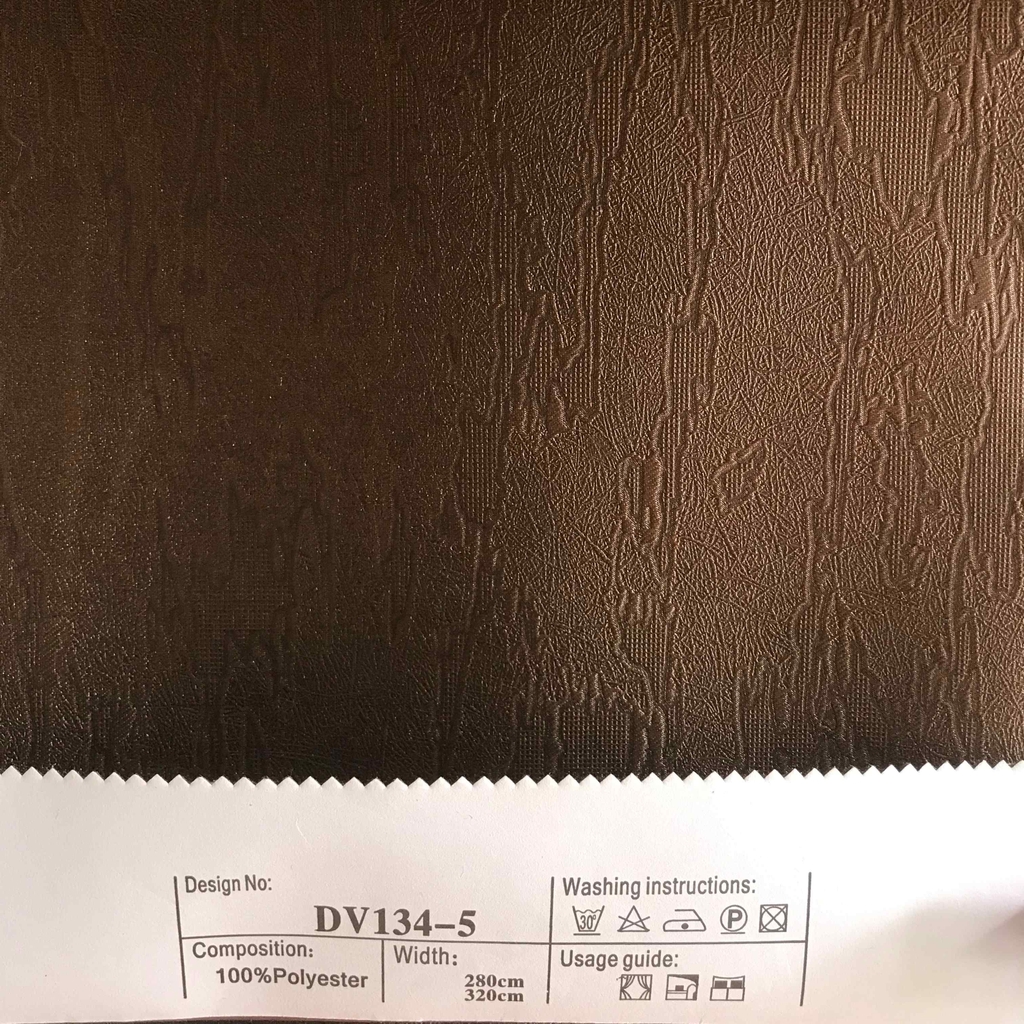 Design No:
DV134-5
Composition:
100%Polyester
Width:
280cm
320cm
Washing instructions:
30°
P
Usage guide: